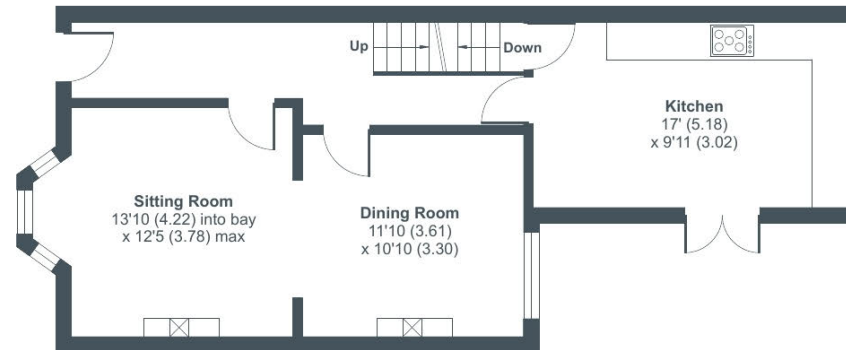 Up
Down
Kitchen
17' (5.18)
x 9'11 (3.02)
Sitting Room
13'10 (4.22) into bay
x 12'5 (3.78) max
Dining Room
11'10 (3.61)
x 10'10 (3.30)